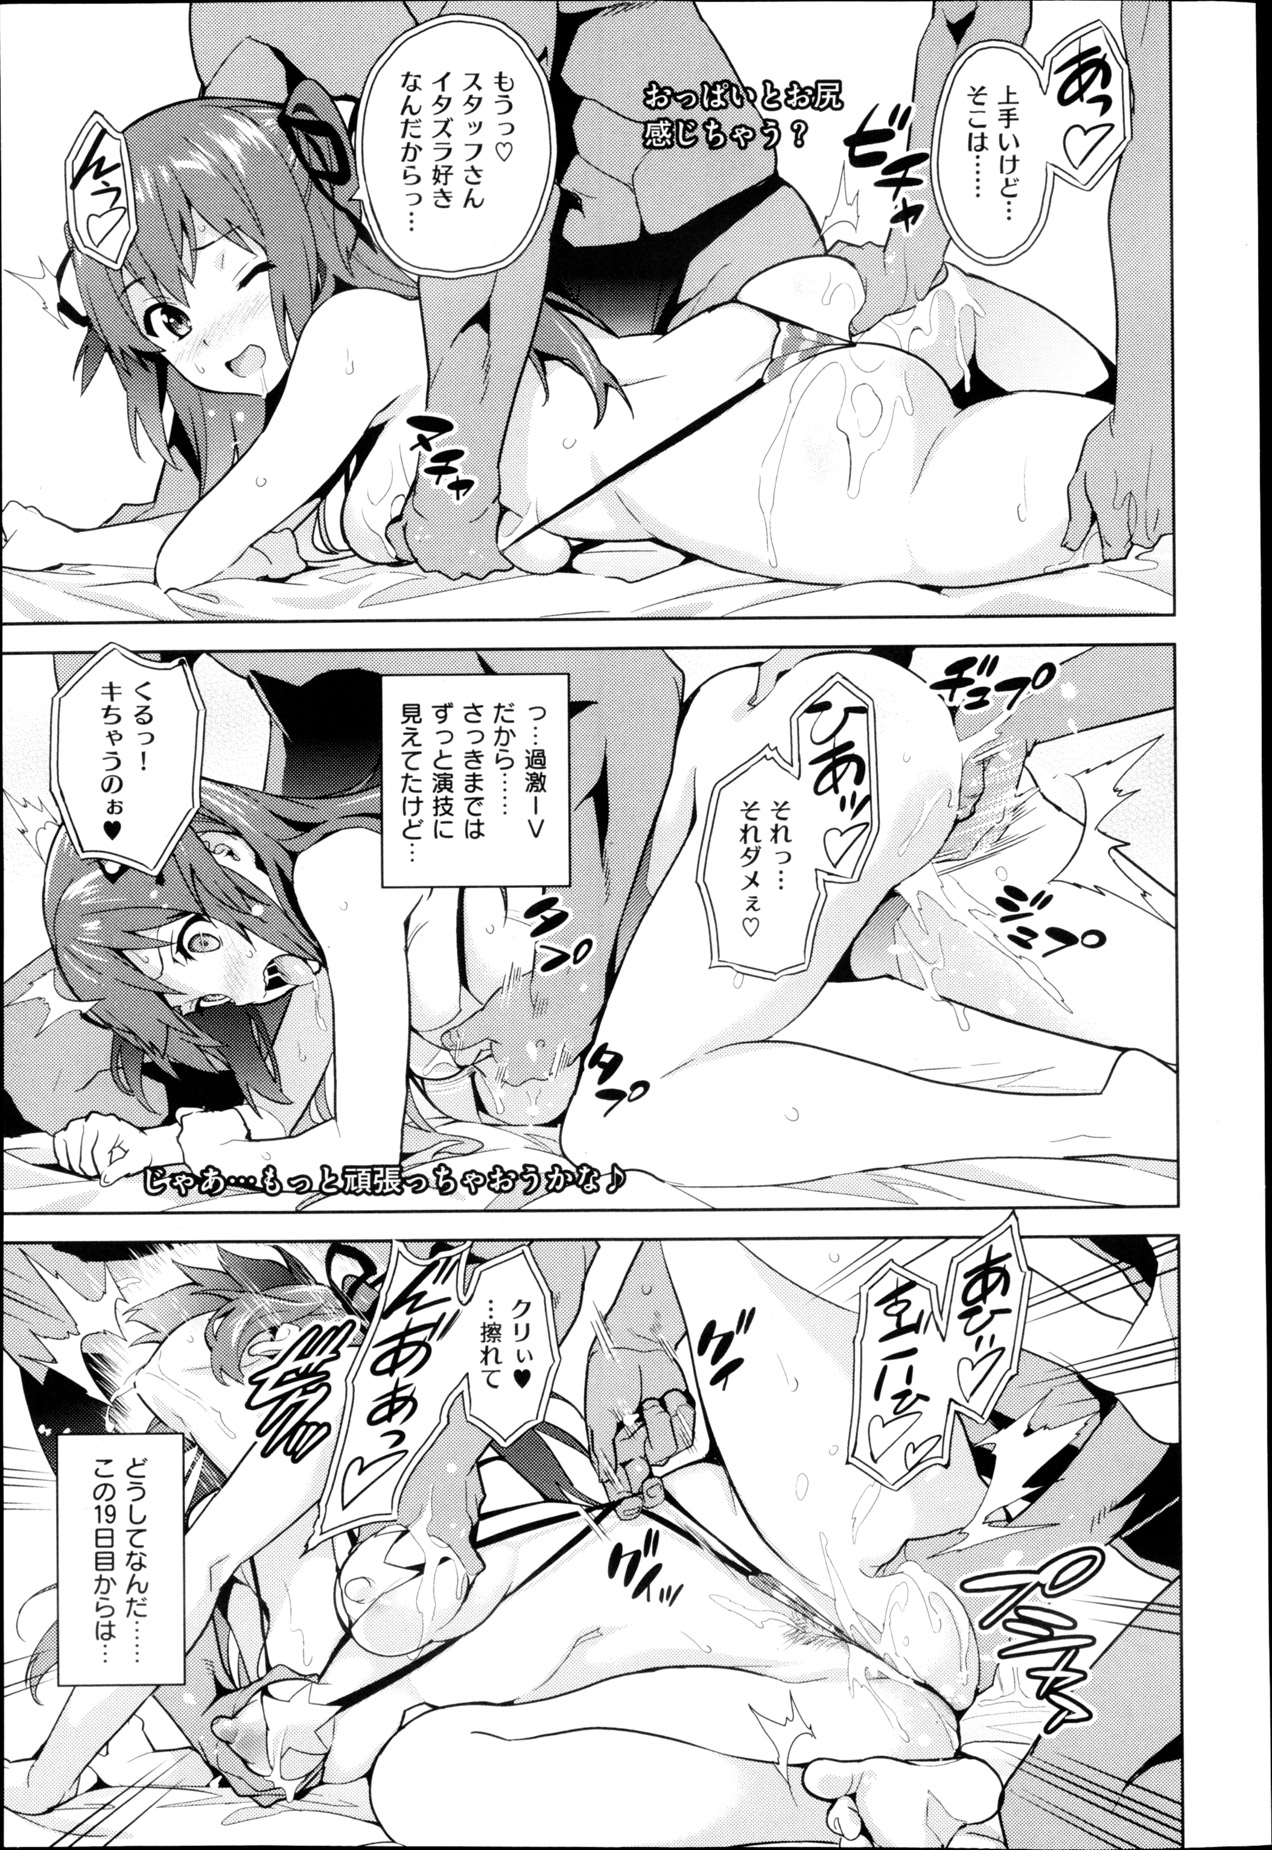 あっ♡
上手いけど…
そこは……
おっぱいとお尻
感じちゃう？
もうっ♡
スタッフさん
イタズラ好き
なんだからっ…
んぅ♡
ビチャ
マチャ
ヂュプ
ひあッ♡
それっ…
それダメぇ♡
っ…過激ーV
だから……
さっきまでは
ずっと演技に
見えてたけど…
くるっ！
キちゃうのぉ♥
ヂュプ
タプ
タプ
じゃあ…もっと頑張っちゃおうかな♪
あひッ♡
クリぃ♥
…擦れて
んああっ♡
グイ
グイッ
プシャァッ
どうしてなんだ……
この19日目からは…